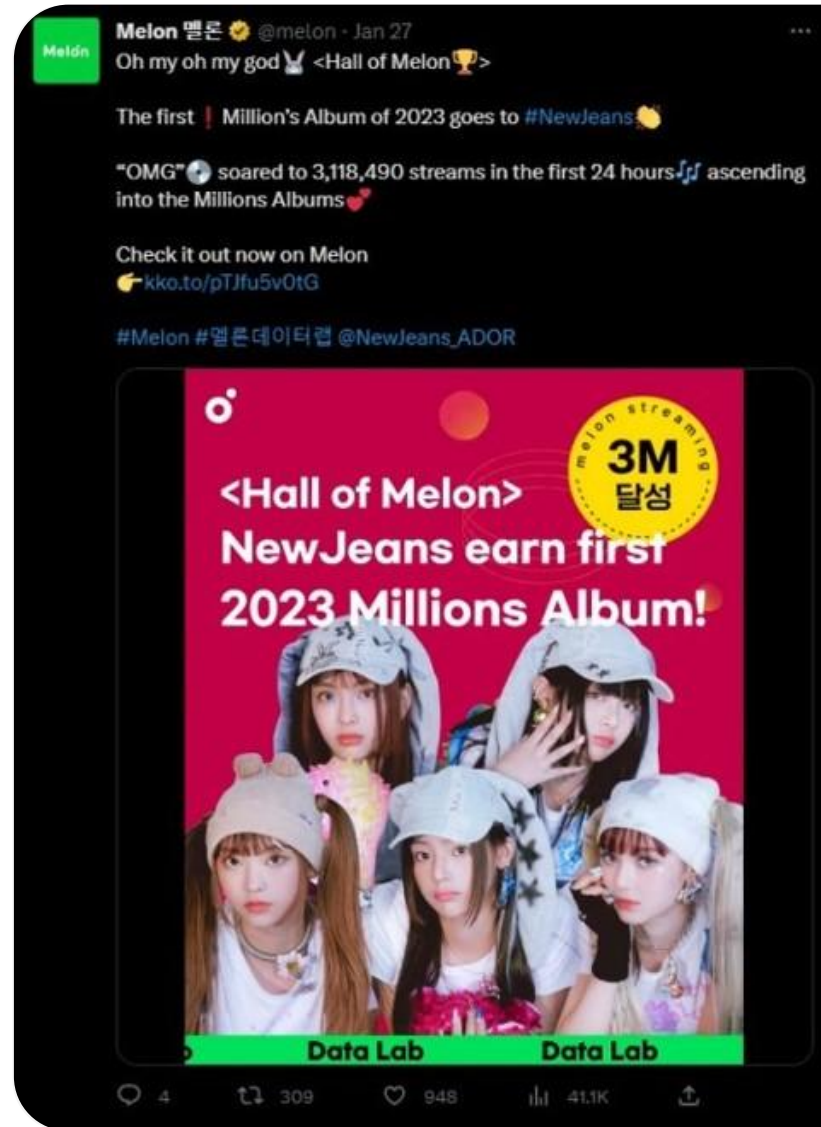 Melon
Melon 멜론 @melon · Jan 27
Oh my oh my god🐰 <Hall of Melon🏆>
The first❗Million's Album of 2023 goes to #NewJeans👏
"OMG"💿 soared to 3,118,490 streams in the first 24 hours🎶 ascending
into the Millions Albums💕
Check it out now on Melon
👉kko.to/pTJfu5v0tG
#Melon #멜론데이터랩 @NewJeans_ADOR
melon streaming
3M
달성
<Hall of Melon>
NewJeans earn first
2023 Millions Album!
Data Lab Data Lab
4 309 948 41.1K